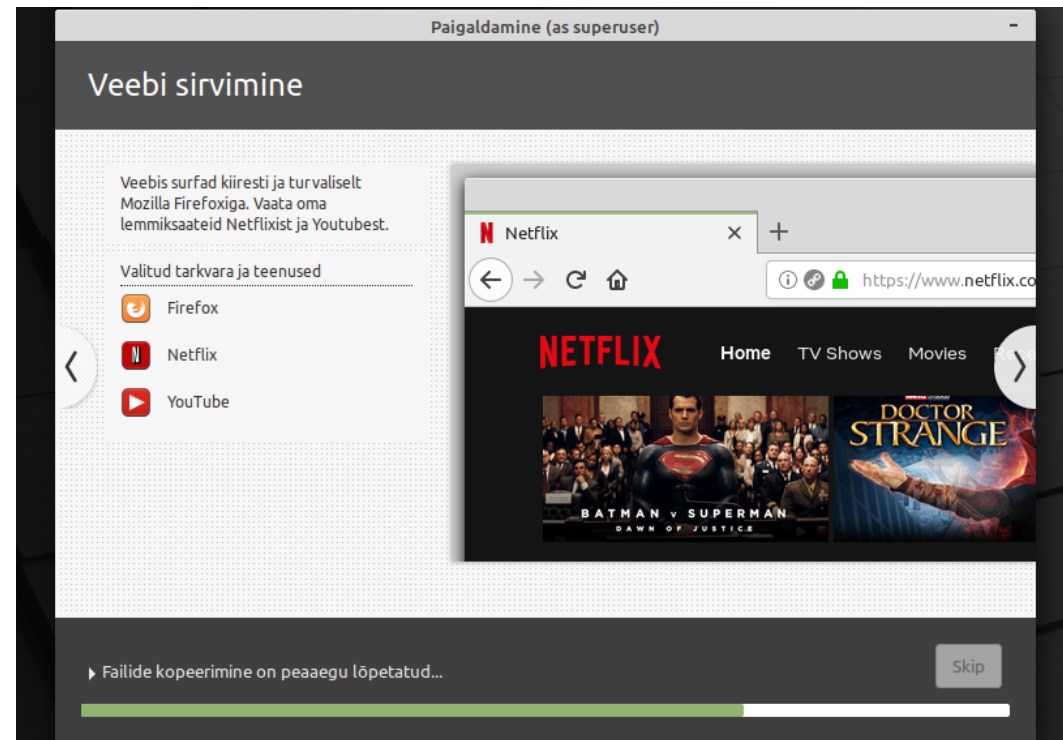 Paigaldamine (as superuser)
Veebi sirvimine
Veebis surfad kiiresti ja turvaliselt
Mozilla Firefoxiga. Vaata oma
lemmiksaateid Netflixist ja Youtubest.
Valitud tarkvara ja teenused
Firefox
Netflix
YouTube
Netflix
https://www.netflix.co
NETFLIX Home TV Shows Movies
BATMAN v SUPERMAN
DAWN OF JUSTICE
DOCTOR
STRANGE
Failide kopeerimine on peaaegu lõpetatud...
Skip